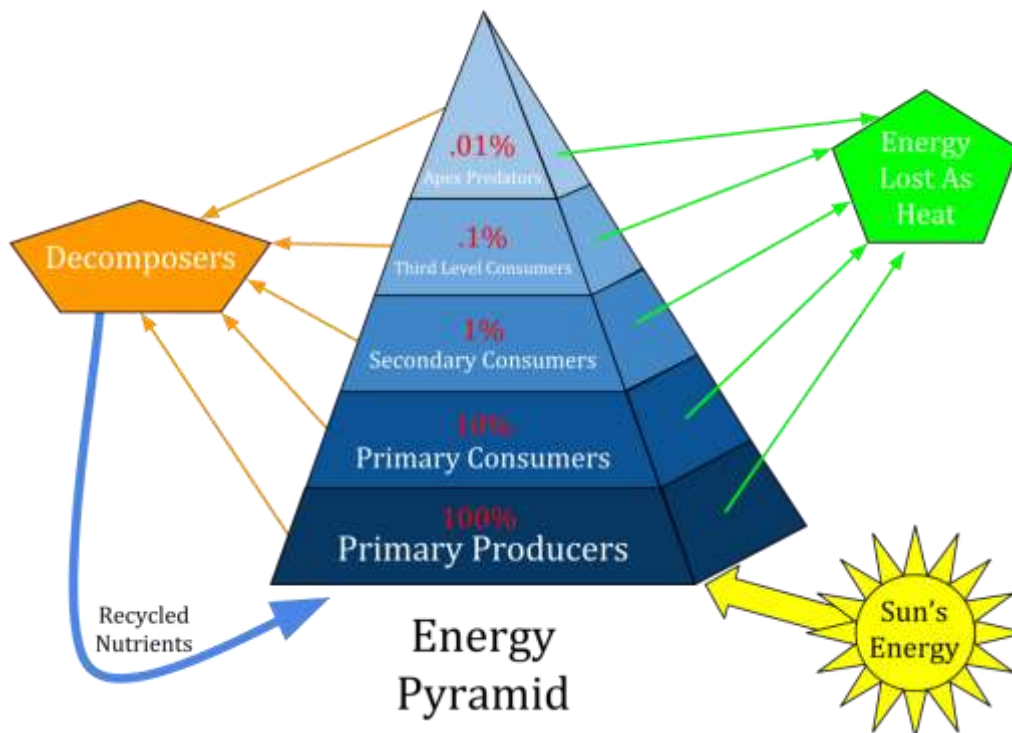 .01%
Apex Predators
.1%
Third Level Consumers
1%
Secondary Consumers
10%
Primary Consumers
100%
Primary Producers
Decomposers
Energy
Lost As
Heat
Recycled
Nutrients
Sun's
Energy
Energy
Pyramid